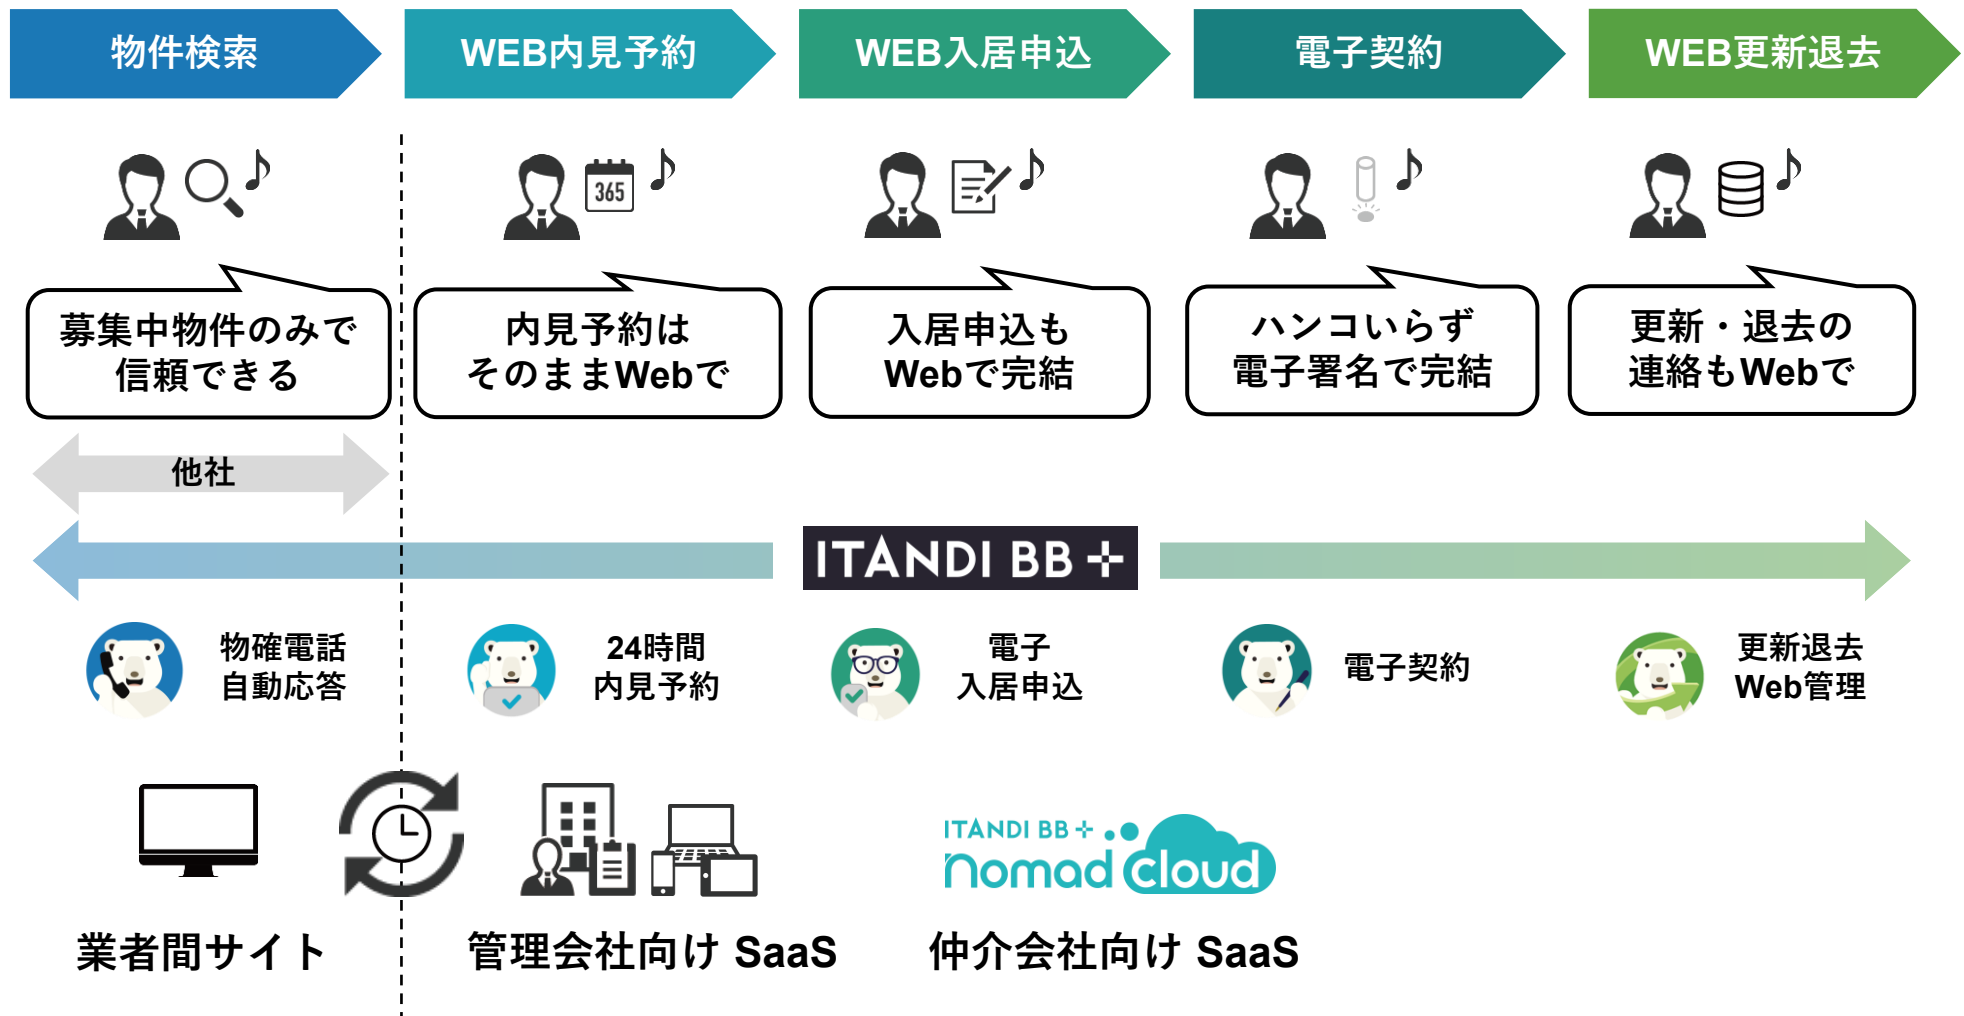 物件検索
WEB内見予約
WEB入居申込
電子契約
WEB更新退去
365
募集中物件のみで
信頼できる
内見予約は
そのままWebで
入居申込も
Webで完結
ハンコいらず
電子署名で完結
更新・退去の
連絡もWebで
他社
ITANDI BB +
物確電話
自動応答
24時間
内見予約
電子
入居申込
電子契約
更新退去
Web管理
ITANDI BB +
nomad cloud
業者間サイト
管理会社向け SaaS
仲介会社向け SaaS